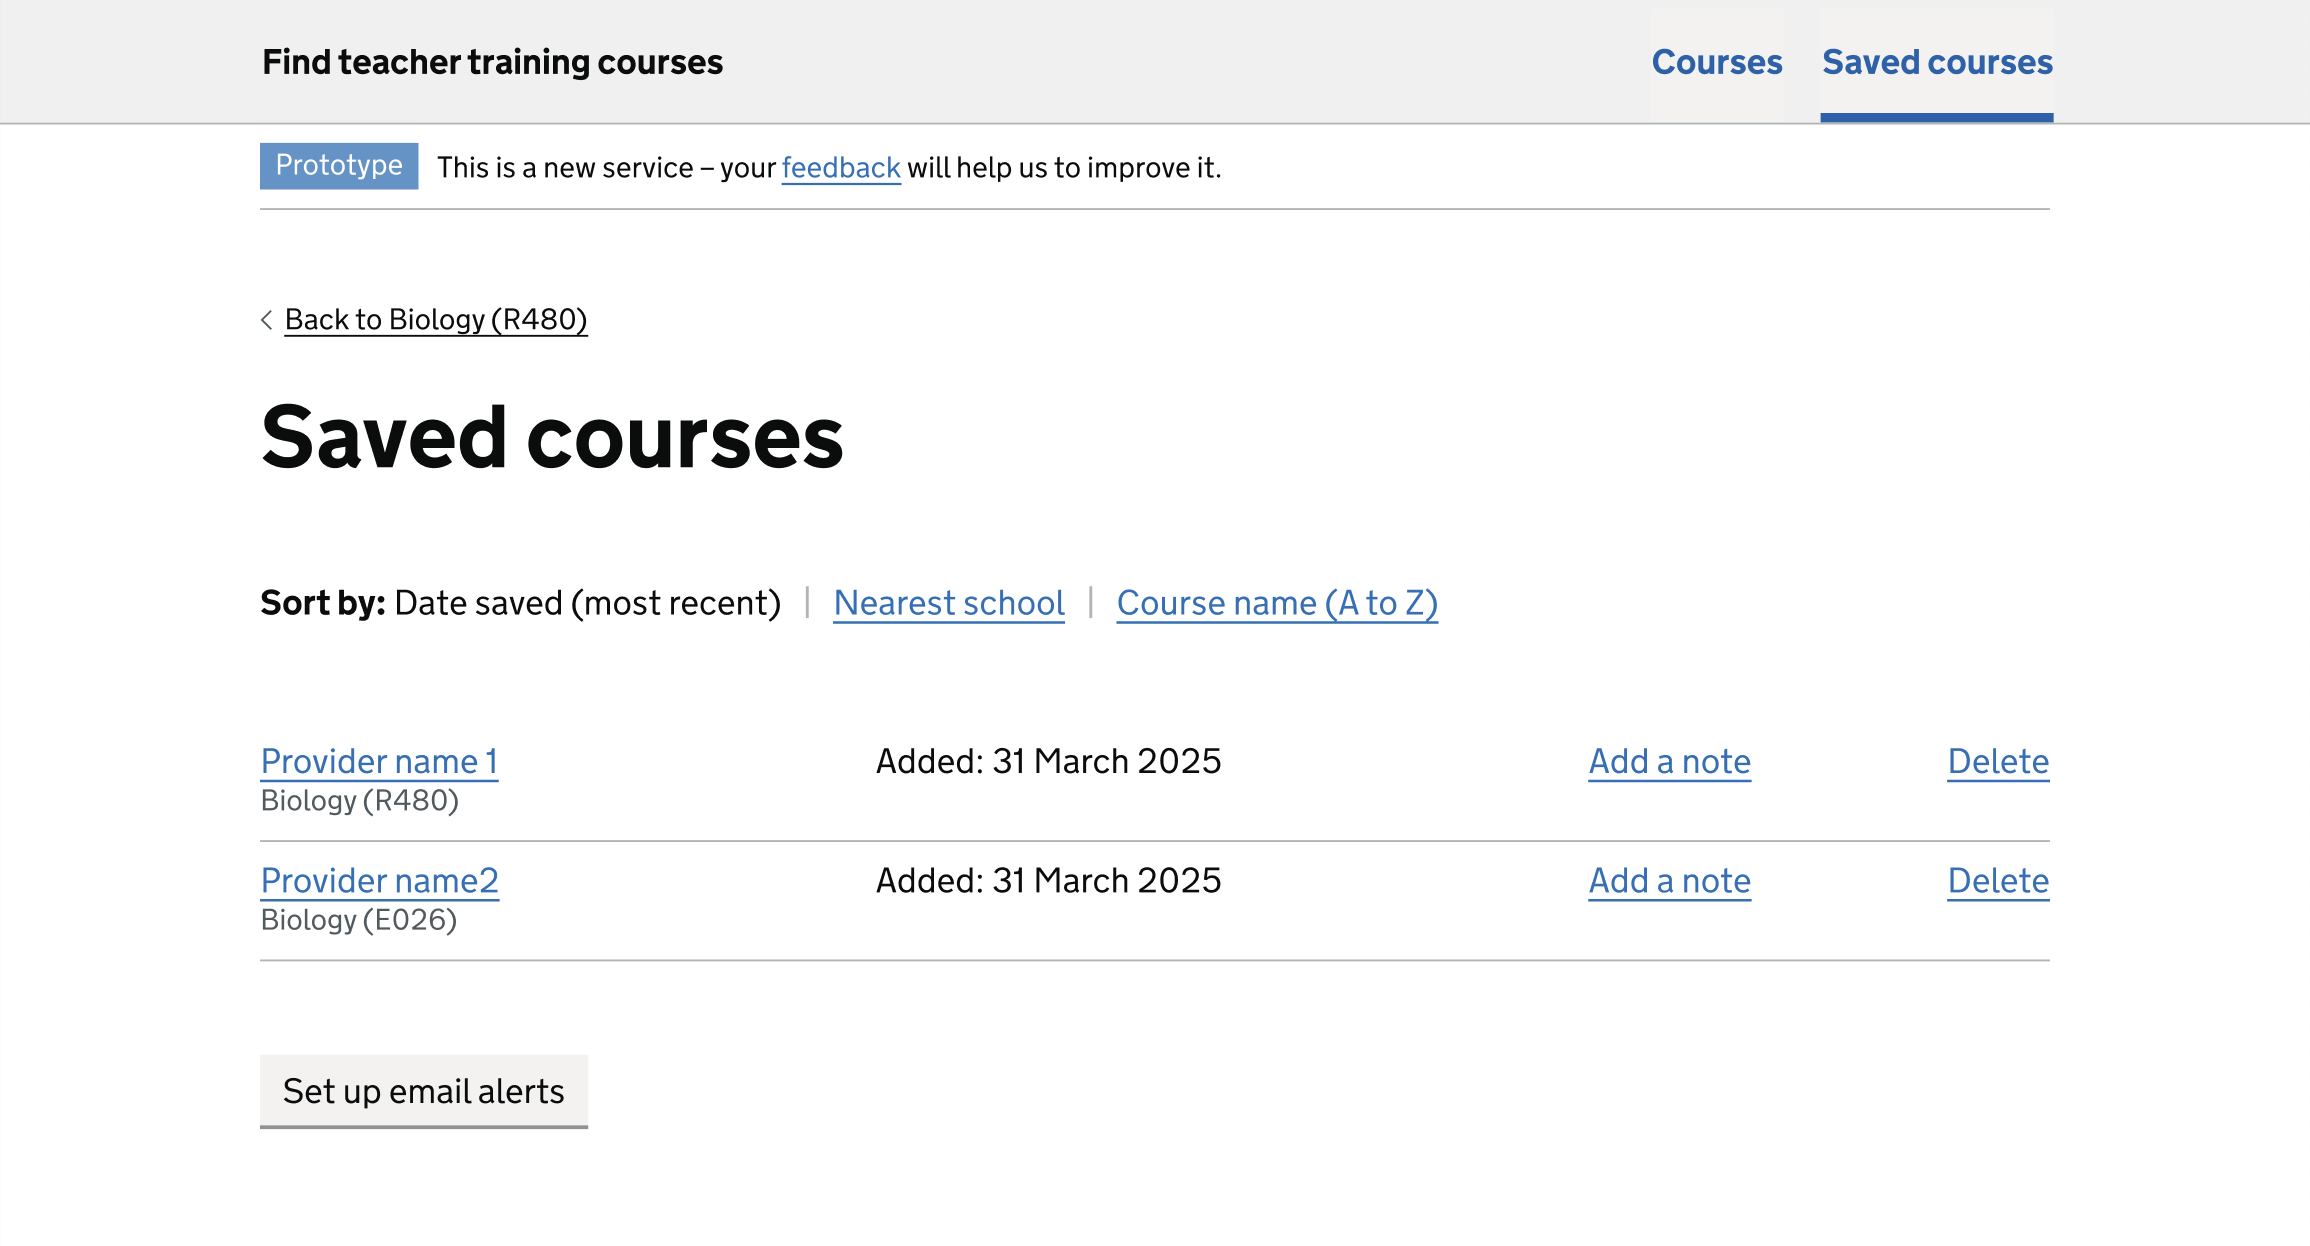 Find teacher training courses Courses Saved courses
Prototype This is a new service – your feedback will help us to improve it.
Back to Biology (R480)
Saved courses
Sort by: Date saved (most recent) | Nearest school | Course name (A to Z)
Provider name 1 Added: 31 March 2025 Add a note Delete
Biology (R480)
Provider name2 Added: 31 March 2025 Add a note Delete
Biology (E026)
Set up email alerts